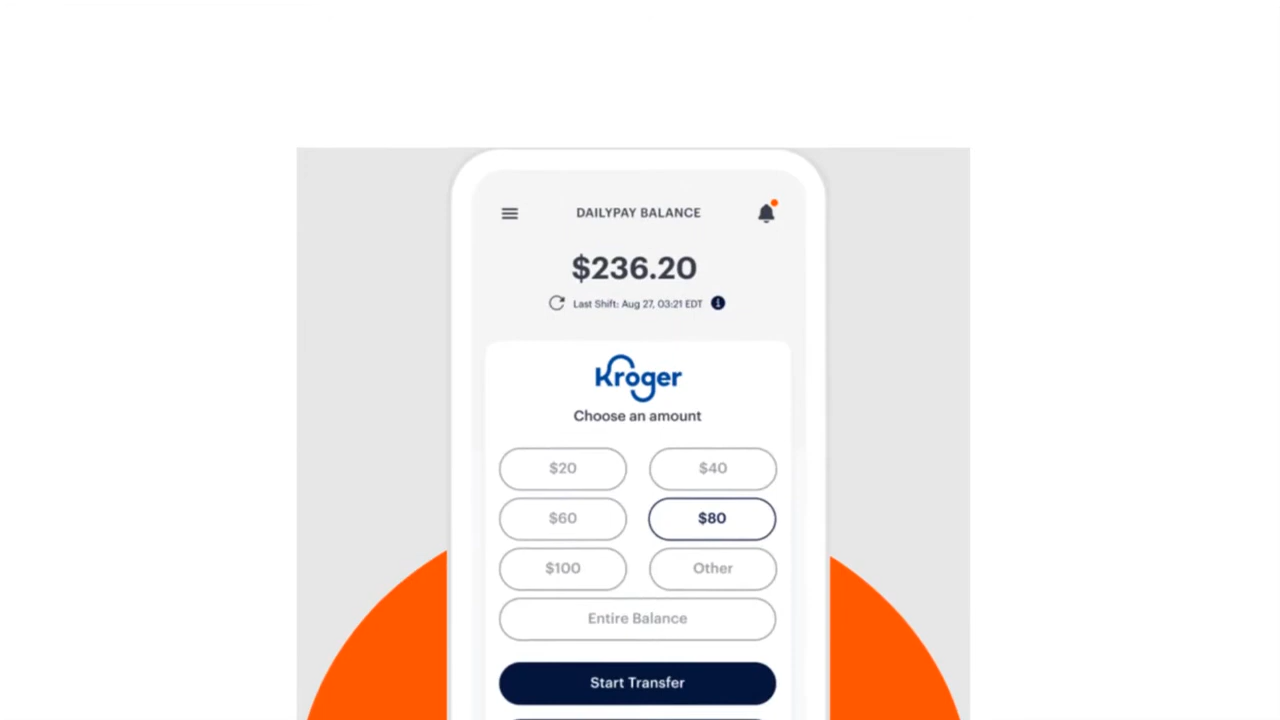 DAILYPAY BALANCE
$236.20
Last Shift: Aug 27, 03:21 EDT
Kroger
Choose an amount
$20 $40
$60 $80
$100 Other
Entire Balance
Start Transfer